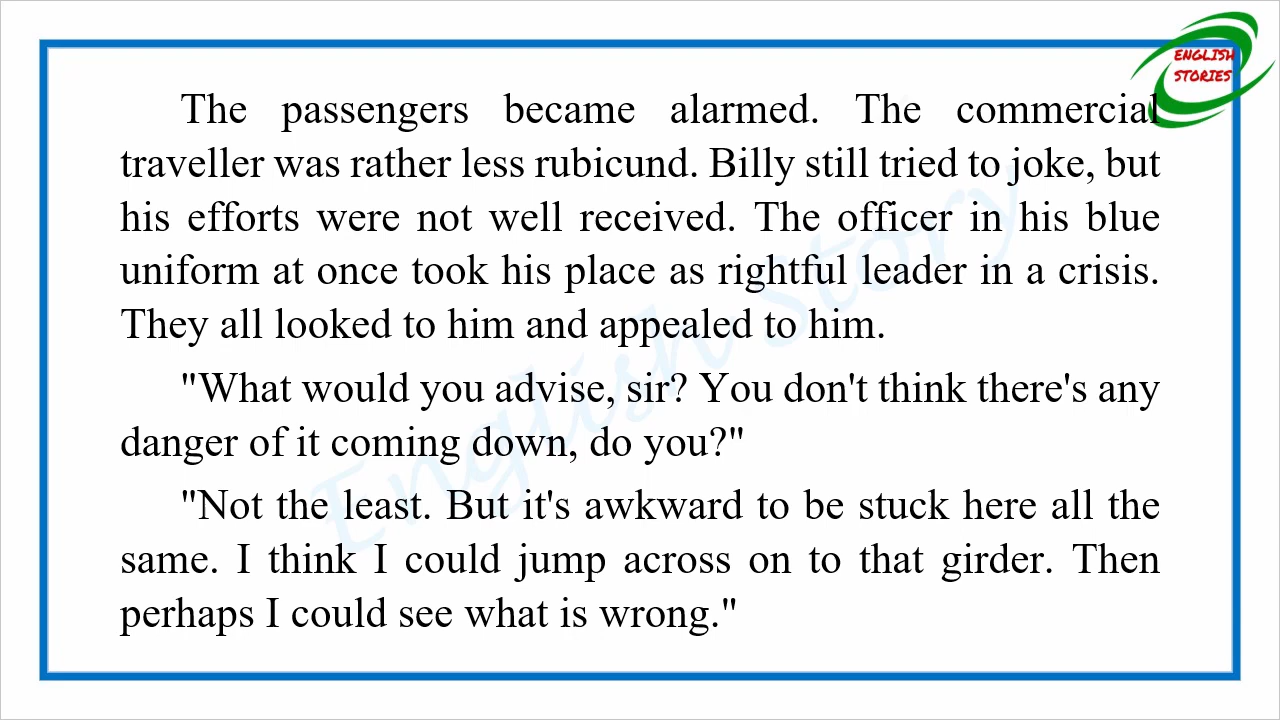 ENGLISH
STORIES
The passengers became alarmed. The commercial
traveller was rather less rubicund. Billy still tried to joke, but
his efforts were not well received. The officer in his blue
uniform at once took his place as rightful leader in a crisis.
They all looked to him and appealed to him.
"What would you advise, sir? You don't think there's any
danger of it coming down, do you?"
"Not the least. But it's awkward to be stuck here all the
same. I think I could jump across on to that girder. Then
perhaps I could see what is wrong."
English Story